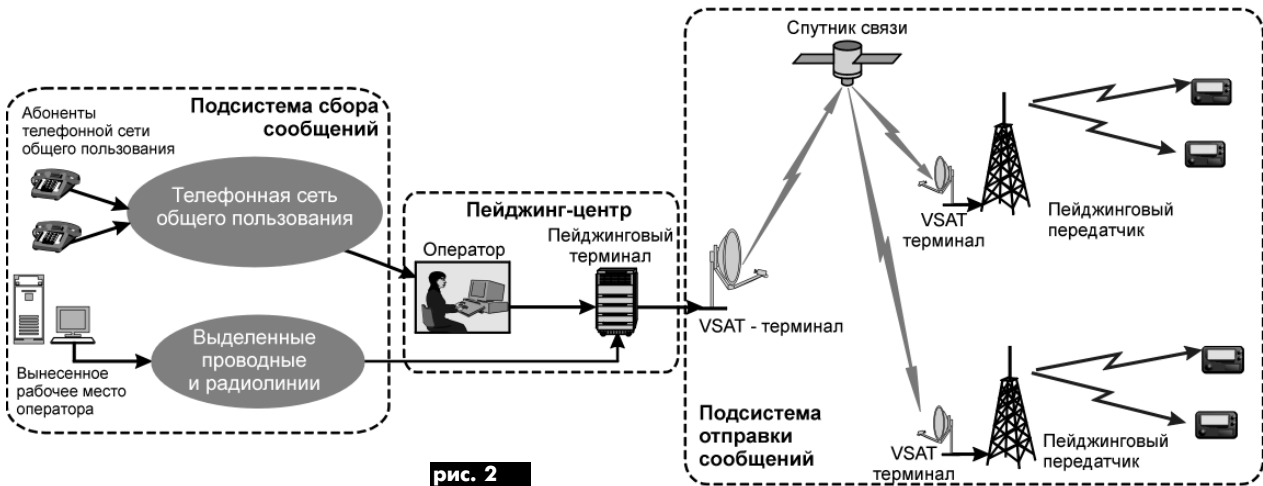 Подсистема сбора
сообщений
Абоненты
телефонной сети
общего пользования
Телефонная сеть
общего пользования
Вынесенное
рабочее место
оператора
Выделенные
проводные
и радиолинии
Пейджинг-центр
Оператор
Пейджинговый
терминал
Спутник связи
VSAT - терминал
VSAT
терминал
Пейджинговый
передатчик
VSAT
терминал
Пейджинговый
передатчик
Подсистема
отправки
сообщений
рис. 2